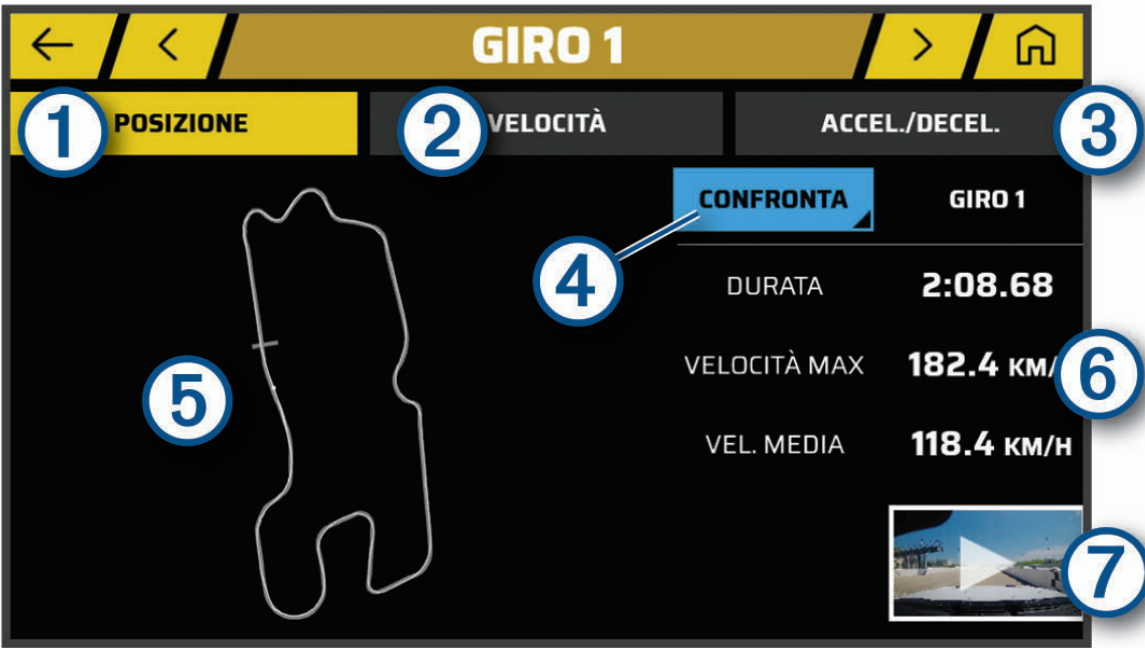 GIRO 1
1 POSIZIONE
2 VELOCITÀ
ACCEL./DECEL. 3
CONFRONTA GIRO 1
4
DURATA 2:08.68
5
VELOCITÀ MAX 182.4 KM/ 6
VEL. MEDIA 118.4 KM/H
7